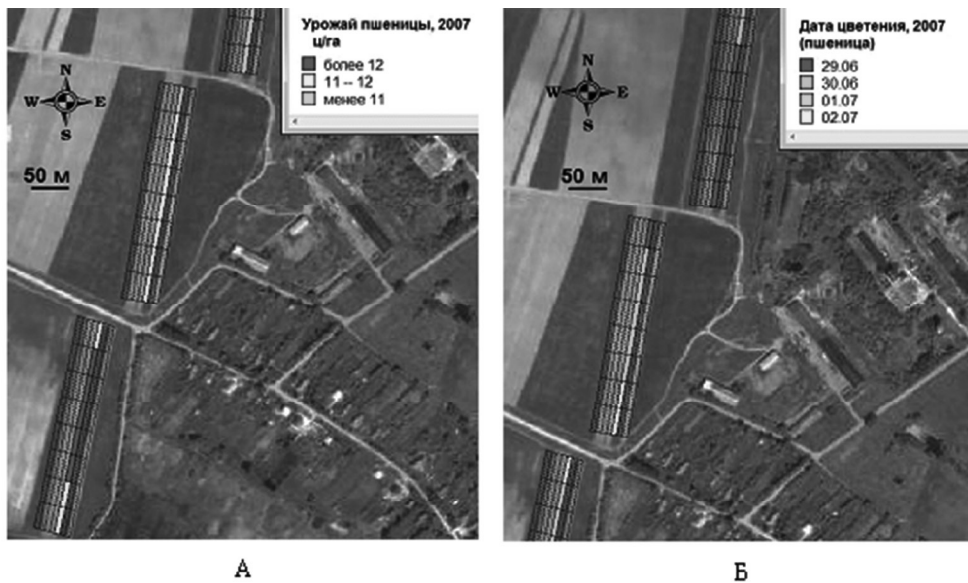 Урожай пшеницы, 2007
ц/га
более 12
11 -- 12
менее 11
N
W E
S
50 м
А
Дата цветения, 2007
(пшеница)
29.06
30.06
01.07
02.07
N
W E
S
50 м
Б